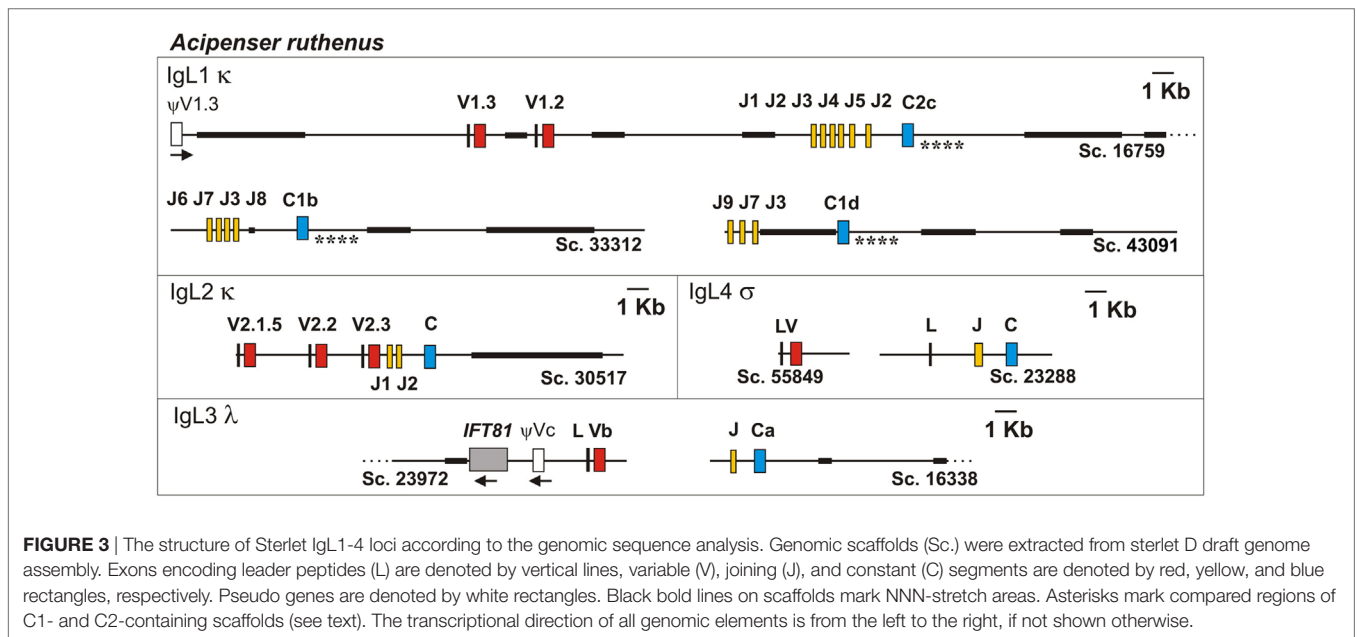 Acipenser ruthenus
IgL1 κ
1 Kb
ψV1.3
V1.3 V1.2 J1 J2 J3 J4 J5 J2 C2c
****
Sc. 16759
J6 J7 J3 J8 C1b
****
Sc. 33312
J9 J7 J3 C1d
****
Sc. 43091
IgL2 κ
1 Kb
V2.1.5 V2.2 V2.3 C
J1 J2
Sc. 30517
IgL4 σ
1 Kb
LV
Sc. 55849
L J C
Sc. 23288
IgL3 λ
1 Kb
IFT81 ψVc L Vb
Sc. 23972
J Ca
Sc. 16338
FIGURE 3 | The structure of Sterlet IgL1-4 loci according to the genomic sequence analysis. Genomic scaffolds (Sc.) were extracted from sterlet D draft genome
assembly. Exons encoding leader peptides (L) are denoted by vertical lines, variable (V), joining (J), and constant (C) segments are denoted by red, yellow, and blue
rectangles, respectively. Pseudo genes are denoted by white rectangles. Black bold lines on scaffolds mark NNN-stretch areas. Asterisks mark compared regions of
C1- and C2-containing scaffolds (see text). The transcriptional direction of all genomic elements is from the left to the right, if not shown otherwise.